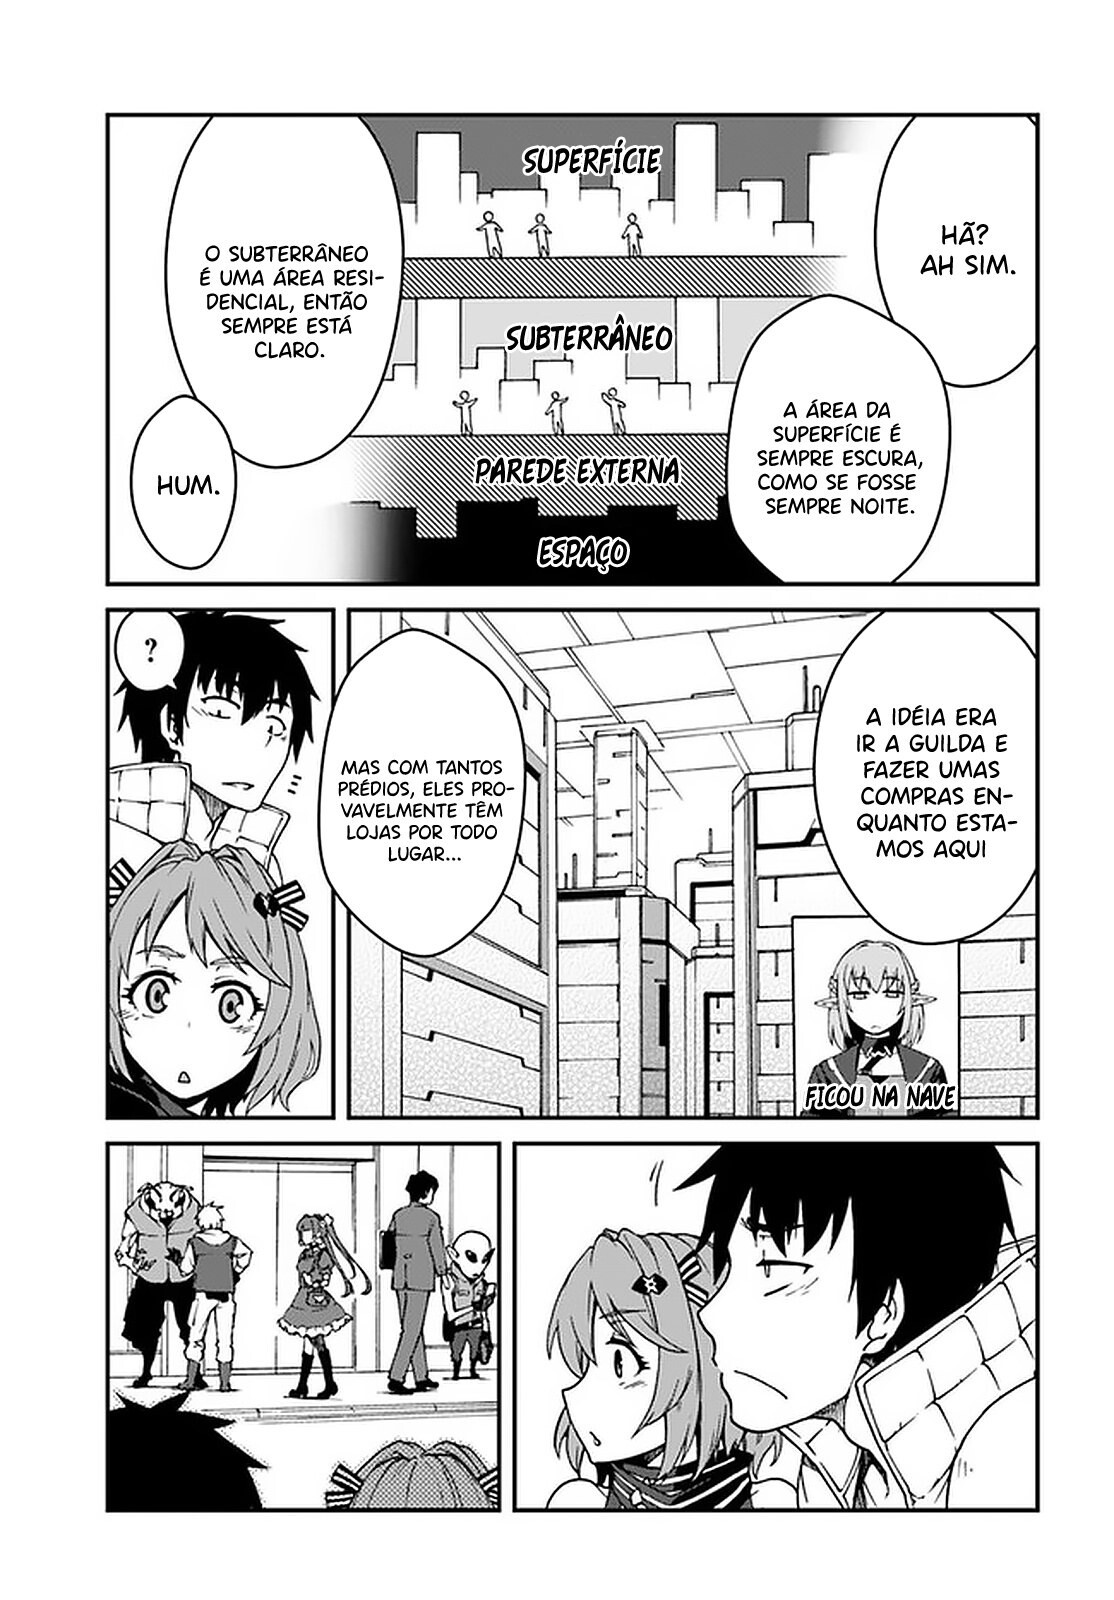 HÃ?
AH SIM.
SUPERFÍCIE
SUBTERRÂNEO
PAREDE EXTERNA
ESPAÇO
A ÁREA DA
SUPERFÍCIE É
SEMPRE ESCURA,
COMO SE FOSSE
SEMPRE NOITE.
O SUBTERRÂNEO
É UMA ÁREA RESI-
DENCIAL, ENTÃO
SEMPRE ESTÁ
CLARO.
HUM.
A IDÉIA ERA
IR A GUILDA E
FAZER UMAS
COMPRAS EN-
QUANTO ESTA-
MOS AQUI
FICOU NA NAVE
MAS COM TANTOS
PRÉDIOS, ELES PRO-
VAVELMENTE TÊM
LOJAS POR TODO
LUGAR...
?